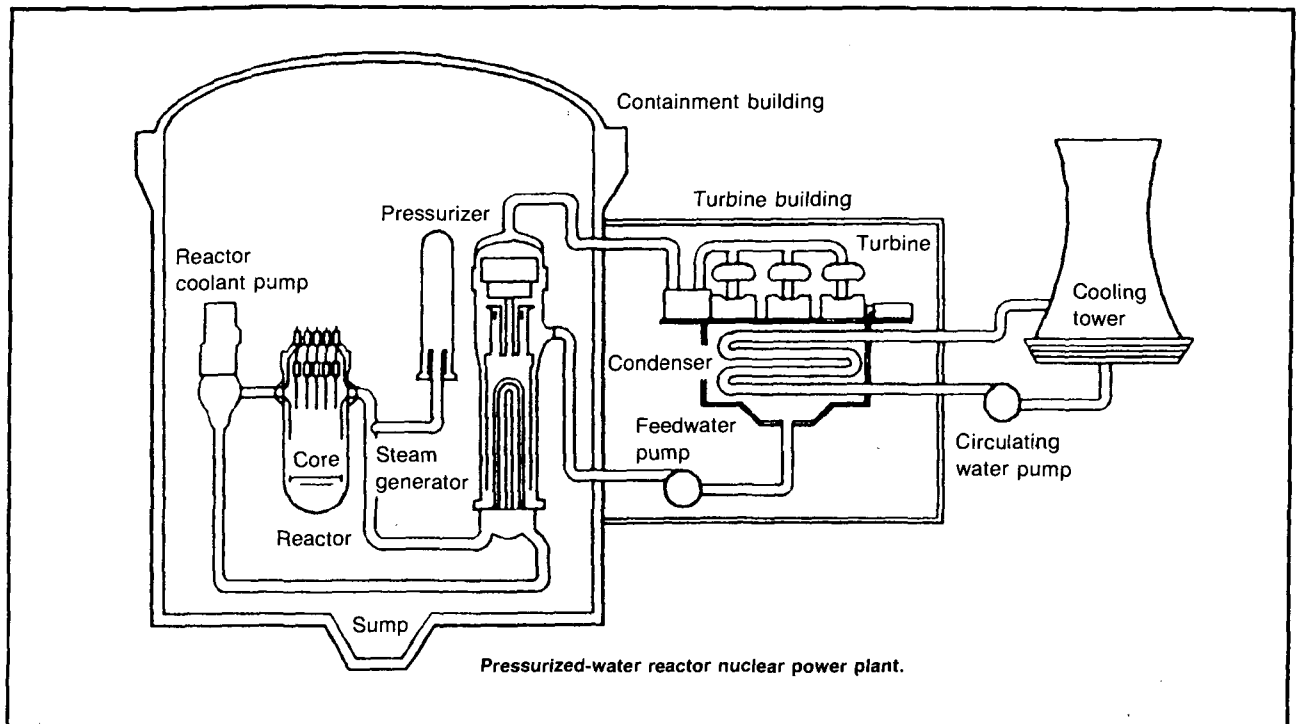 Containment building
Pressurizer
Turbine building
Turbine
Reactor
coolant pump
Cooling
tower
Condenser
Feedwater
pump
Circulating
water pump
Core
Steam
generator
Reactor
Sump
Pressurized-water reactor nuclear power plant.